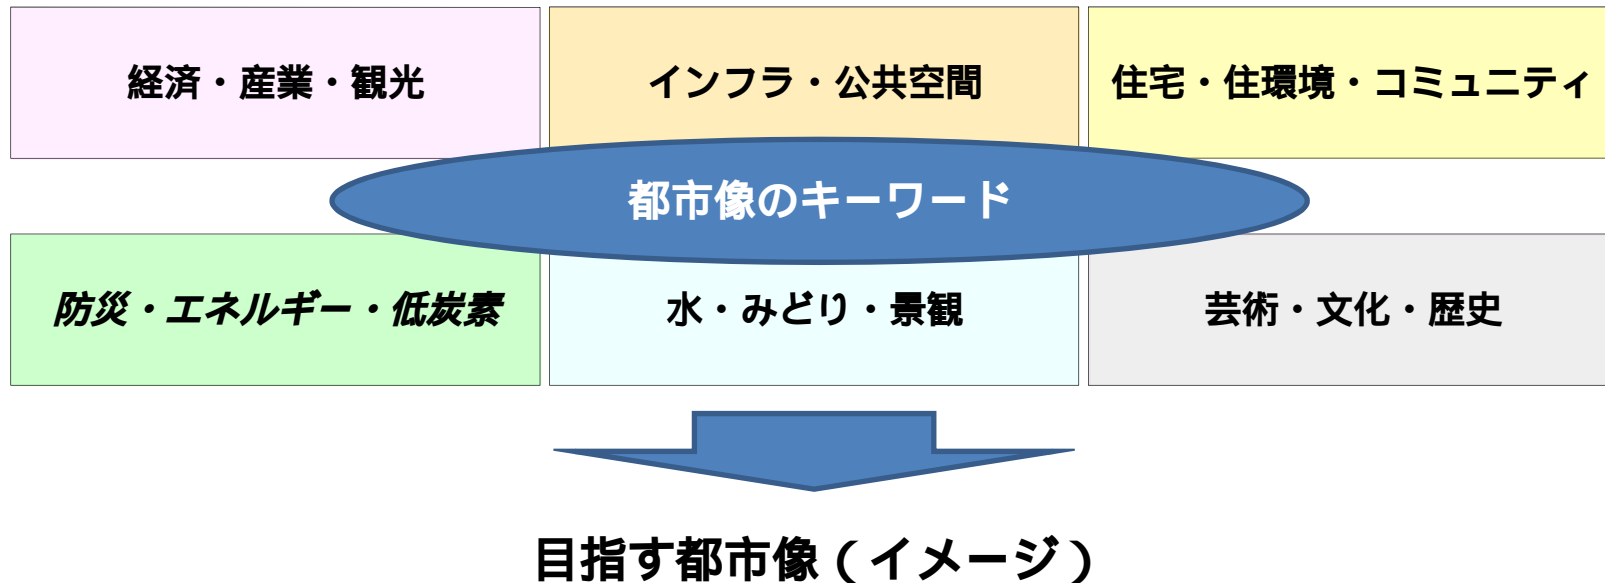 経済・産業・観光
インフラ・公共空間
住宅・住環境・コミュニティ
都市像のキーワード
防災・エネルギー・低炭素
水・みどり・景観
芸術・文化・歴史
目指す都市像（イメージ）